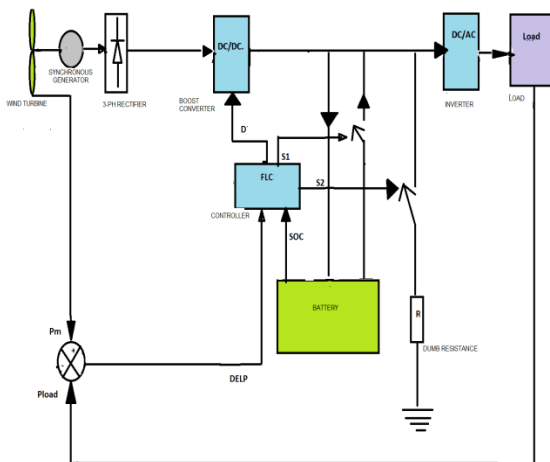 DC/DC.
DC/AC
Load
WIND TURBINE
SYNCHRONOUS
GENERATOR
3-PH RECTIFIER
BOOST
CONVERTER
INVERTER
LOAD
D
S1
FLC
S2
CONTROLLER
SOC
BATTERY
R
DUMB RESISTANCE
Pm
+
-
Pload
DELP